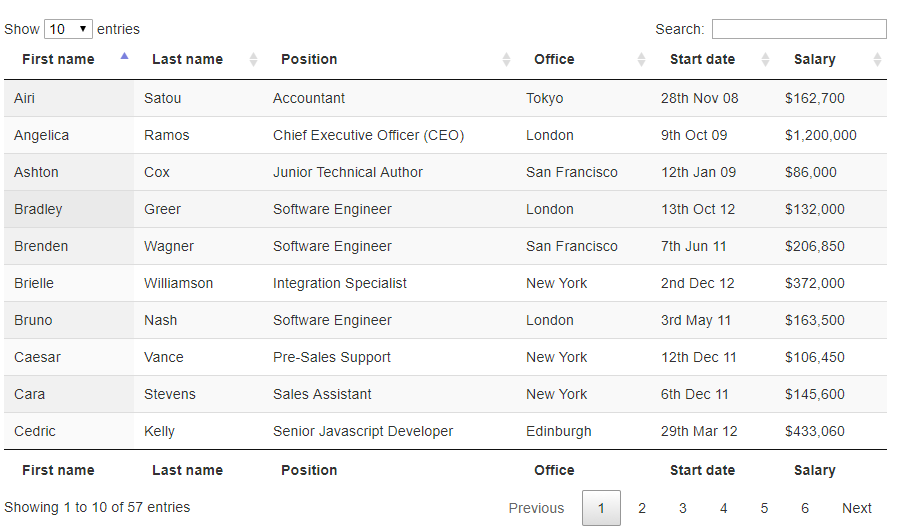 Show 10 entries Search:
First name Last name Position Office Start date Salary
Airi Satou Accountant Tokyo 28th Nov 08 $162,700
Angelica Ramos Chief Executive Officer (CEO) London 9th Oct 09 $1,200,000
Ashton Cox Junior Technical Author San Francisco 12th Jan 09 $86,000
Bradley Greer Software Engineer London 13th Oct 12 $132,000
Brenden Wagner Software Engineer San Francisco 7th Jun 11 $206,850
Brielle Williamson Integration Specialist New York 2nd Dec 12 $372,000
Bruno Nash Software Engineer London 3rd May 11 $163,500
Caesar Vance Pre-Sales Support New York 12th Dec 11 $106,450
Cara Stevens Sales Assistant New York 6th Dec 11 $145,600
Cedric Kelly Senior Javascript Developer Edinburgh 29th Mar 12 $433,060
First name Last name Position Office Start date Salary
Showing 1 to 10 of 57 entries Previous 1 2 3 4 5 6 Next